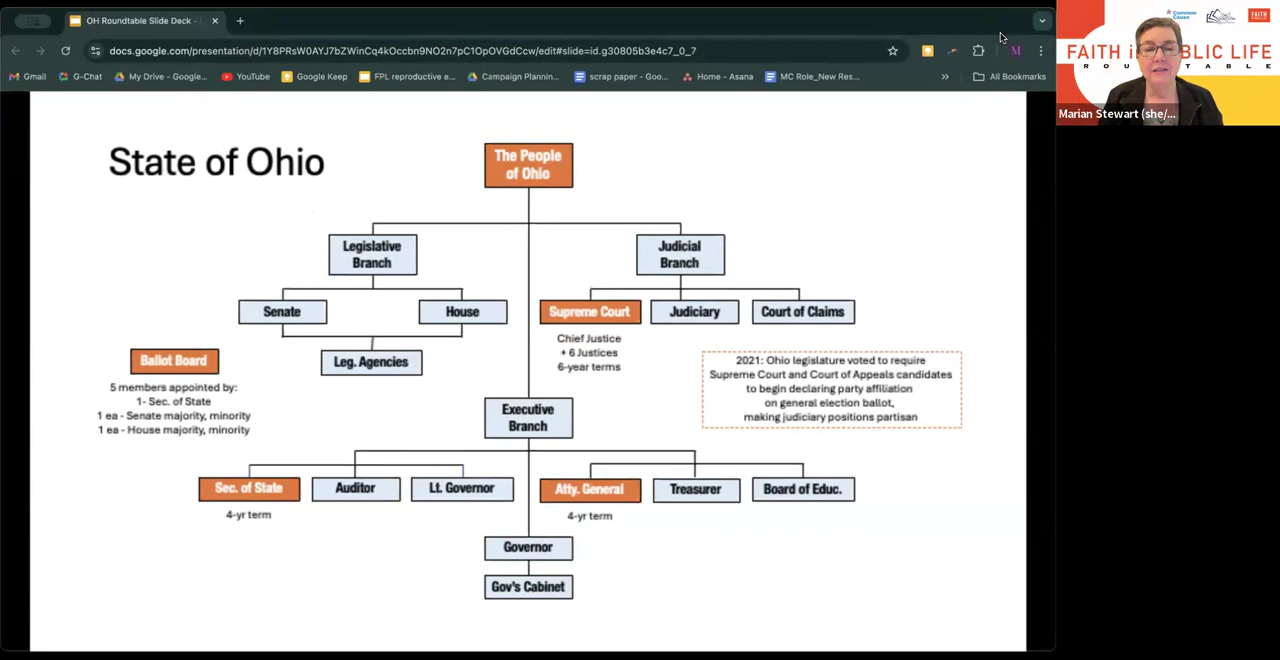 OH Roundtable Slide Deck -
docs.google.com/presentation/d/1Y8PRsW0AYJ7bZWinCq4kOccbn9NO2n7pC1OpOVGdCcw/edit#slide=id.g30805b3e4c7_0_7
M
Gmail
G-Chat
My Drive - Google...
YouTube
Google Keep
FPL reproductive e...
Campaign Plannin...
scrap paper - Goo...
Home - Asana
MC Role_New Res...
All Bookmarks
Common Cause
FAITH
FAITH i PUBLIC LIFE
ROUNDTABLE
Marian Stewart (she/...
State of Ohio
The People
of Ohio
Legislative
Branch
Judicial
Branch
Senate
House
Supreme Court
Judiciary
Court of Claims
Chief Justice
+ 6 Justices
6-year terms
Leg. Agencies
Ballot Board
5 members appointed by:
1- Sec. of State
1 ea - Senate majority, minority
1 ea - House majority, minority
2021: Ohio legislature voted to require
Supreme Court and Court of Appeals candidates
to begin declaring party affiliation
on general election ballot,
making judiciary positions partisan
Executive
Branch
Sec. of State
Auditor
Lt. Governor
Atty. General
Treasurer
Board of Educ.
4-yr term
4-yr term
Governor
Gov's Cabinet